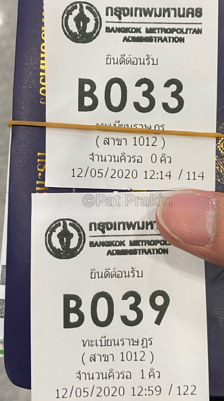 กรุงเทพมหานคร
BANGKOK METROPOLITAN
ADMINISTRATION
ยินดีต้อนรับ
B033
ทะเบียนราษฎร
( สาขา 1012 )
จำนวนคิวรอ 0 คิว
12/05/2020 12:14 / 114
©Pat Prakin
กรุงเทพมหา
BANGKOK METROPOL
ADMINISTRATION
ยินดีต้อนรับ
B039
ทะเบียนราษฎร
( สาขา 1012 )
จำนวนคิวรอ 1 คิว
12/05/2020 12:59 / 122